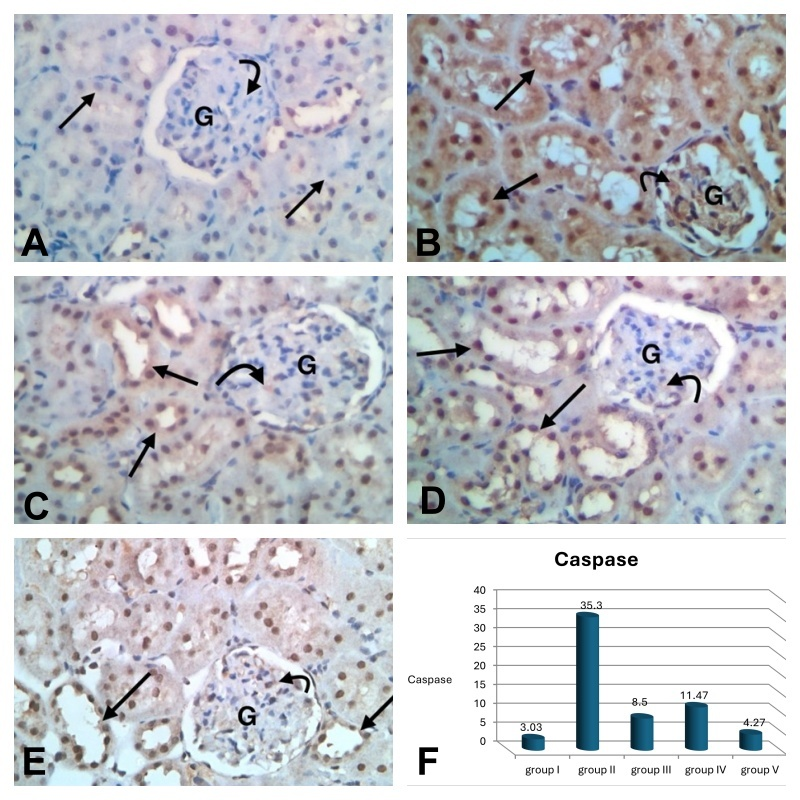 G
A
G
B
G
C
G
D
G
E
Caspase
40
35
30
25
20
15
10
5
0
Caspase
3.03
35.3
8.5
11.47
4.27
group I
group II
group III
group IV
group V
F